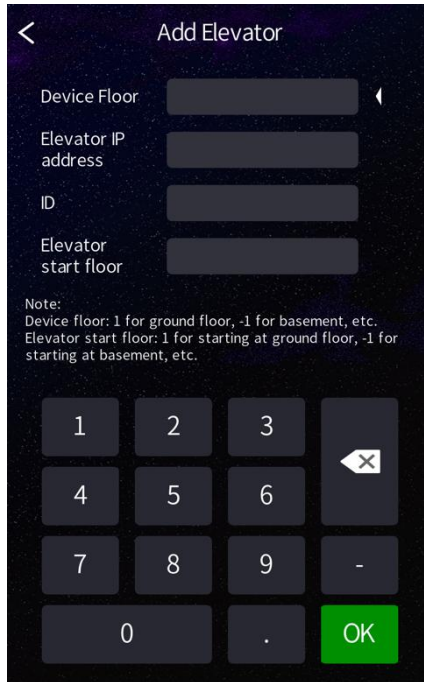 Add Elevator
Device Floor
Elevator IP
address
ID
Elevator
start floor
Note:
Device floor: 1 for ground floor, -1 for basement, etc.
Elevator start floor: 1 for starting at ground floor, -1 for
starting at basement, etc.
1 2 3
4 5 6
7 8 9 -
0 . OK